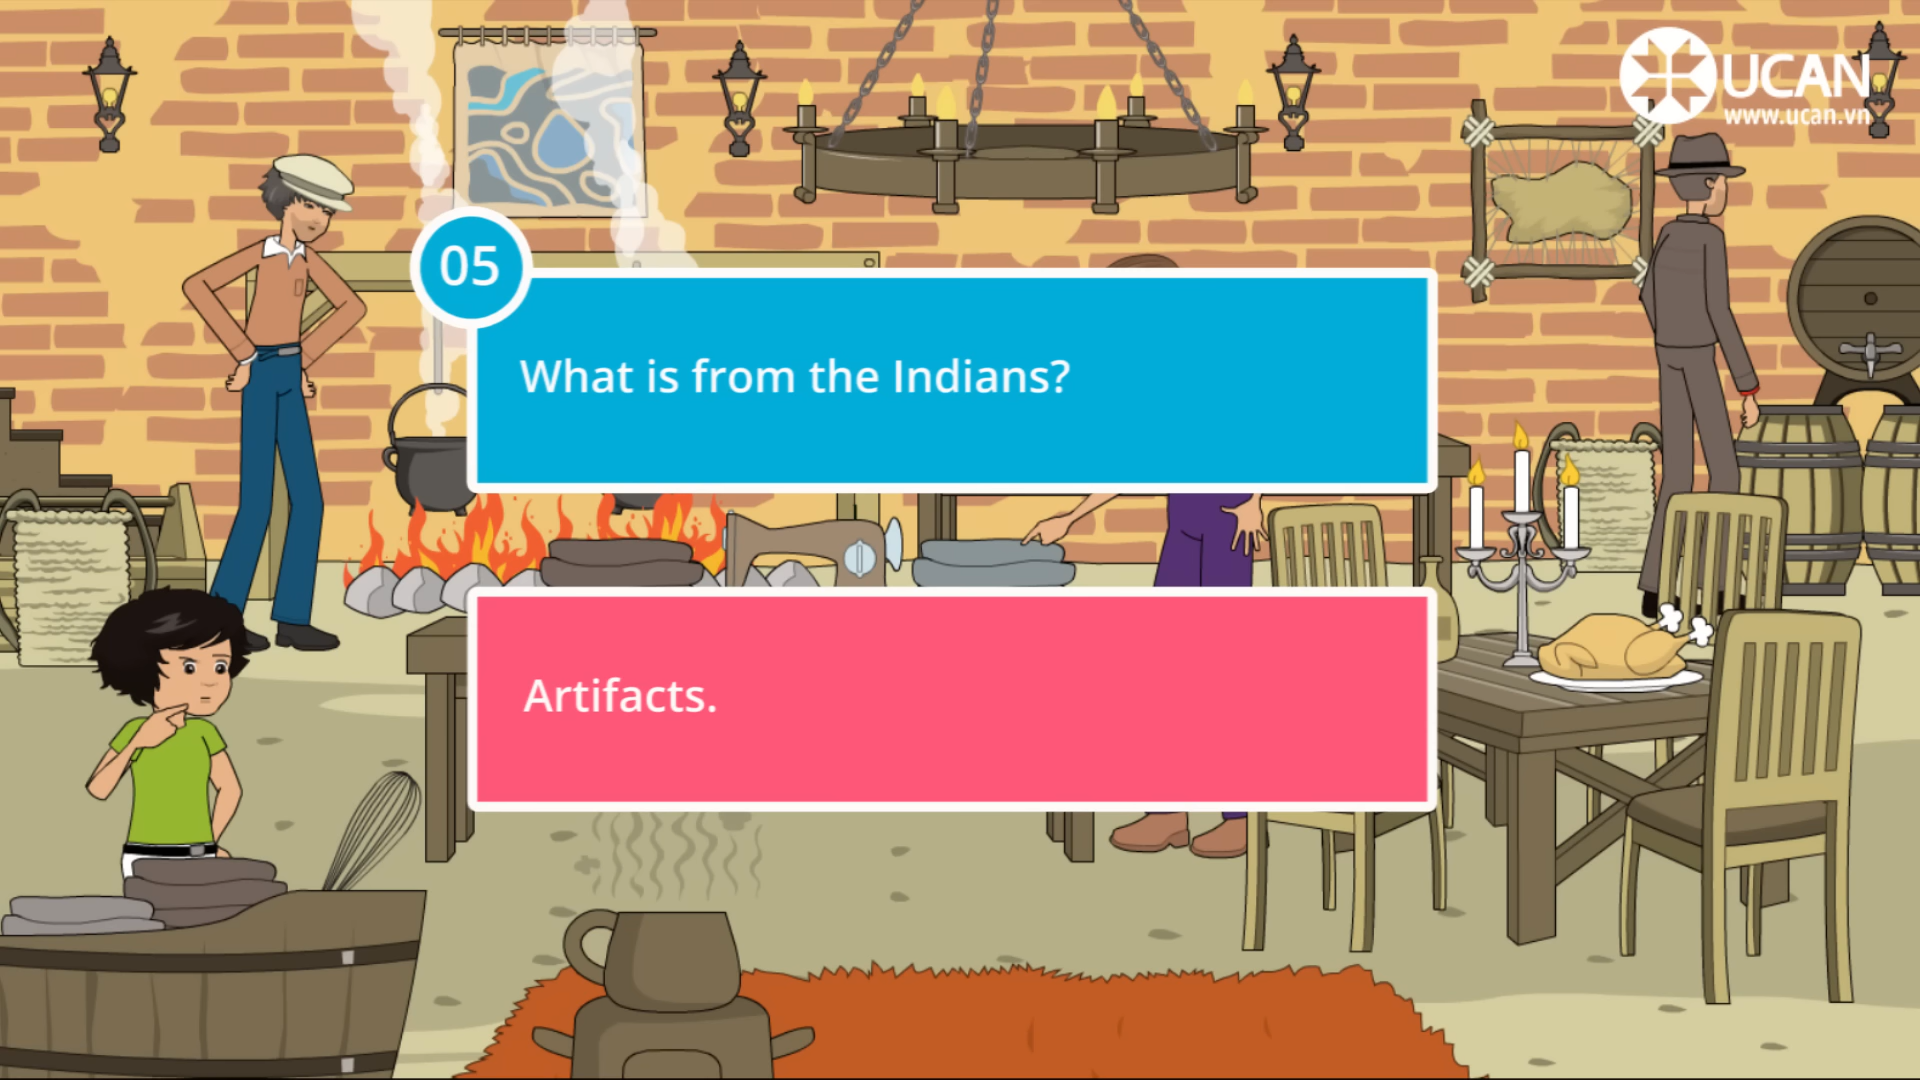 UCAN
www.ucan.vn
05
What is from the Indians?
Artifacts.